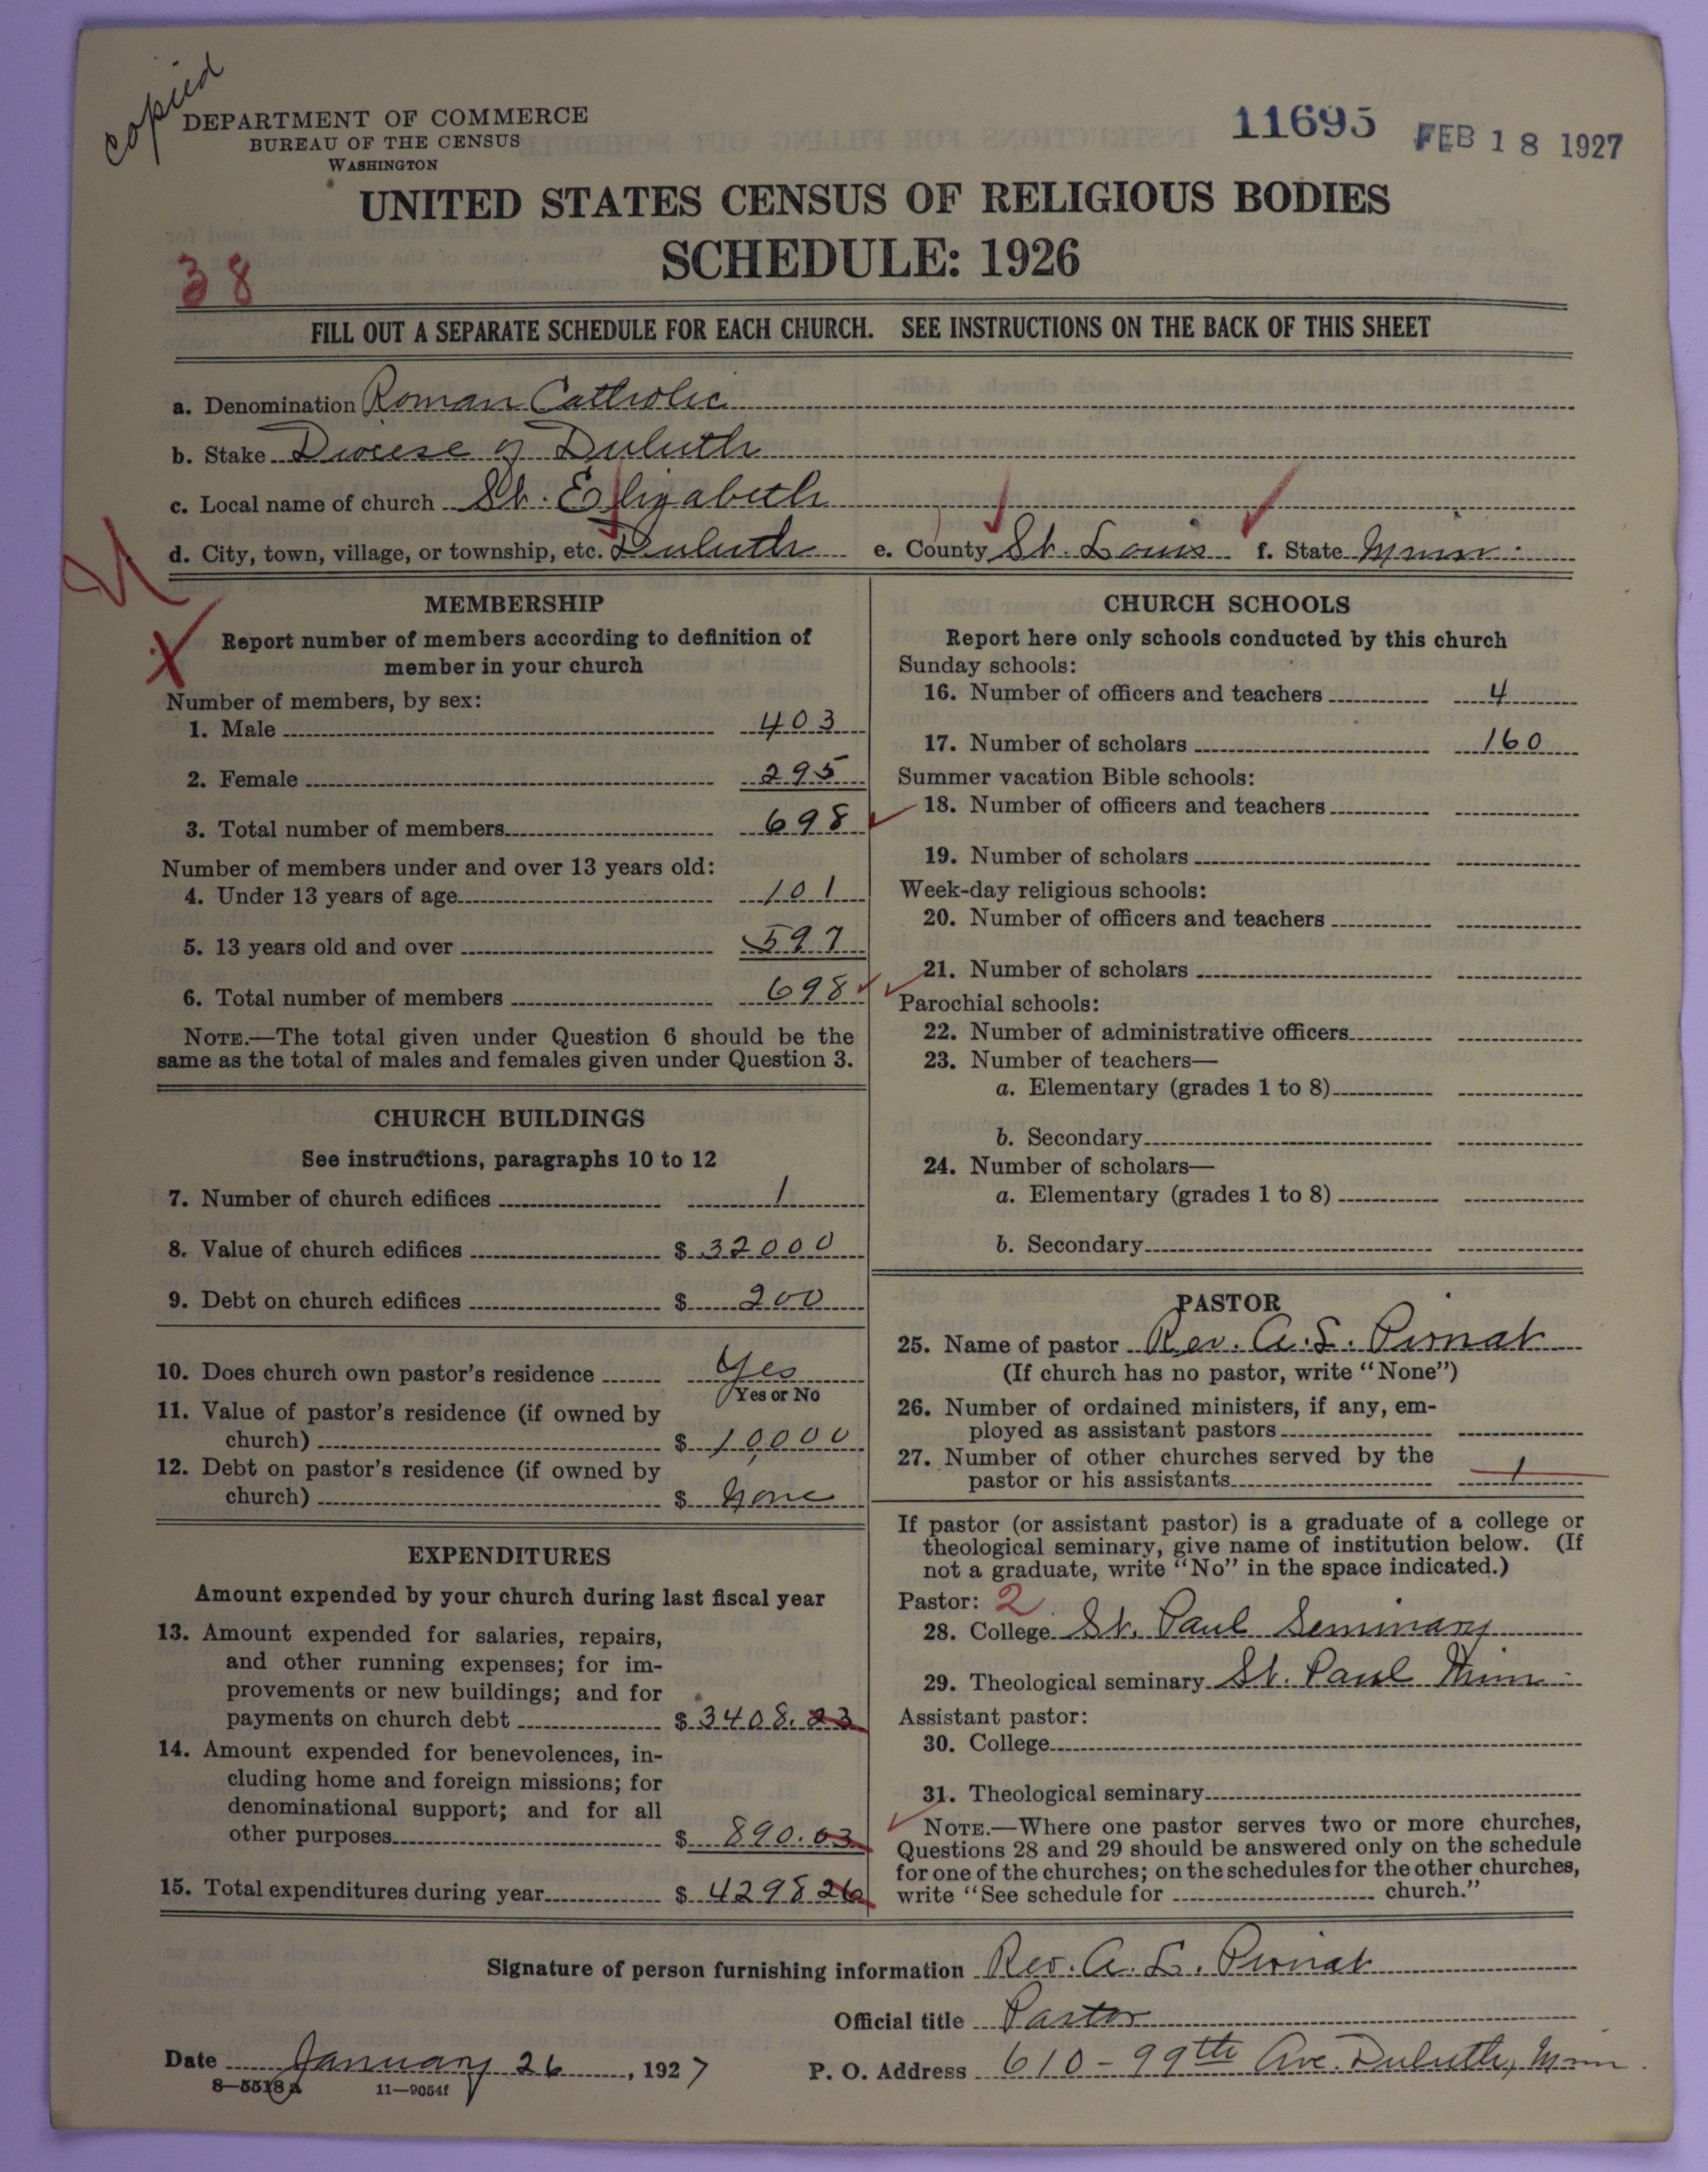 copied
DEPARTMENT OF COMMERCE
BUREAU OF THE CENSUS
WASHINGTON
11695 FEB 18 1927
UNITED STATES CENSUS OF RELIGIOUS BODIES
SCHEDULE: 1926
38
FILL OUT A SEPARATE SCHEDULE FOR EACH CHURCH. SEE INSTRUCTIONS ON THE BACK OF THIS SHEET
a. Denomination Roman Catholic
b. Stake Diocese of Duluth
c. Local name of church St. Elizabeth
d. City, town, village, or township, etc. Duluth e. County St. Louis f. State Minn.
MEMBERSHIP
Report number of members according to definition of
member in your church
Number of members, by sex:
1. Male 403
2. Female 295
3. Total number of members 698
Number of members under and over 13 years old:
4. Under 13 years of age 101
5. 13 years old and over 597
6. Total number of members 698
NOTE.—The total given under Question 6 should be the
same as the total of males and females given under Question 3.
CHURCH BUILDINGS
See instructions, paragraphs 10 to 12
7. Number of church edifices 1
8. Value of church edifices $ 32000
9. Debt on church edifices $ 200
10. Does church own pastor's residence Yes
Yes or No
11. Value of pastor's residence (if owned by
church) $ 10,000
12. Debt on pastor's residence (if owned by
church) $ None
EXPENDITURES
Amount expended by your church during last fiscal year
13. Amount expended for salaries, repairs,
and other running expenses; for im-
provements or new buildings; and for
payments on church debt $ 3408.23
14. Amount expended for benevolences, in-
cluding home and foreign missions; for
denominational support; and for all
other purposes $ 890.03
15. Total expenditures during year $ 4298 26
CHURCH SCHOOLS
Report here only schools conducted by this church
Sunday schools:
16. Number of officers and teachers 4
17. Number of scholars 160
Summer vacation Bible schools:
18. Number of officers and teachers
19. Number of scholars
Week-day religious schools:
20. Number of officers and teachers
21. Number of scholars
Parochial schools:
22. Number of administrative officers
23. Number of teachers—
a. Elementary (grades 1 to 8)
b. Secondary
24. Number of scholars—
a. Elementary (grades 1 to 8)
b. Secondary
PASTOR
25. Name of pastor Rev. A. L. Pirnat
(If church has no pastor, write "None")
26. Number of ordained ministers, if any, em-
ployed as assistant pastors
27. Number of other churches served by the
pastor or his assistants 1
If pastor (or assistant pastor) is a graduate of a college or
theological seminary, give name of institution below. (If
not a graduate, write "No" in the space indicated.)
Pastor: 2
28. College St. Paul Seminary
29. Theological seminary St. Paul Minn.
Assistant pastor:
30. College
31. Theological seminary
NOTE.—Where one pastor serves two or more churches,
Questions 28 and 29 should be answered only on the schedule
for one of the churches; on the schedules for the other churches,
write "See schedule for church."
Signature of person furnishing information Rev. A. L. Pirnat
Official title Pastor
Date January 26, 1927 P. O. Address 610 - 99th Ave. Duluth, Minn.
8—5518a 11—9054f